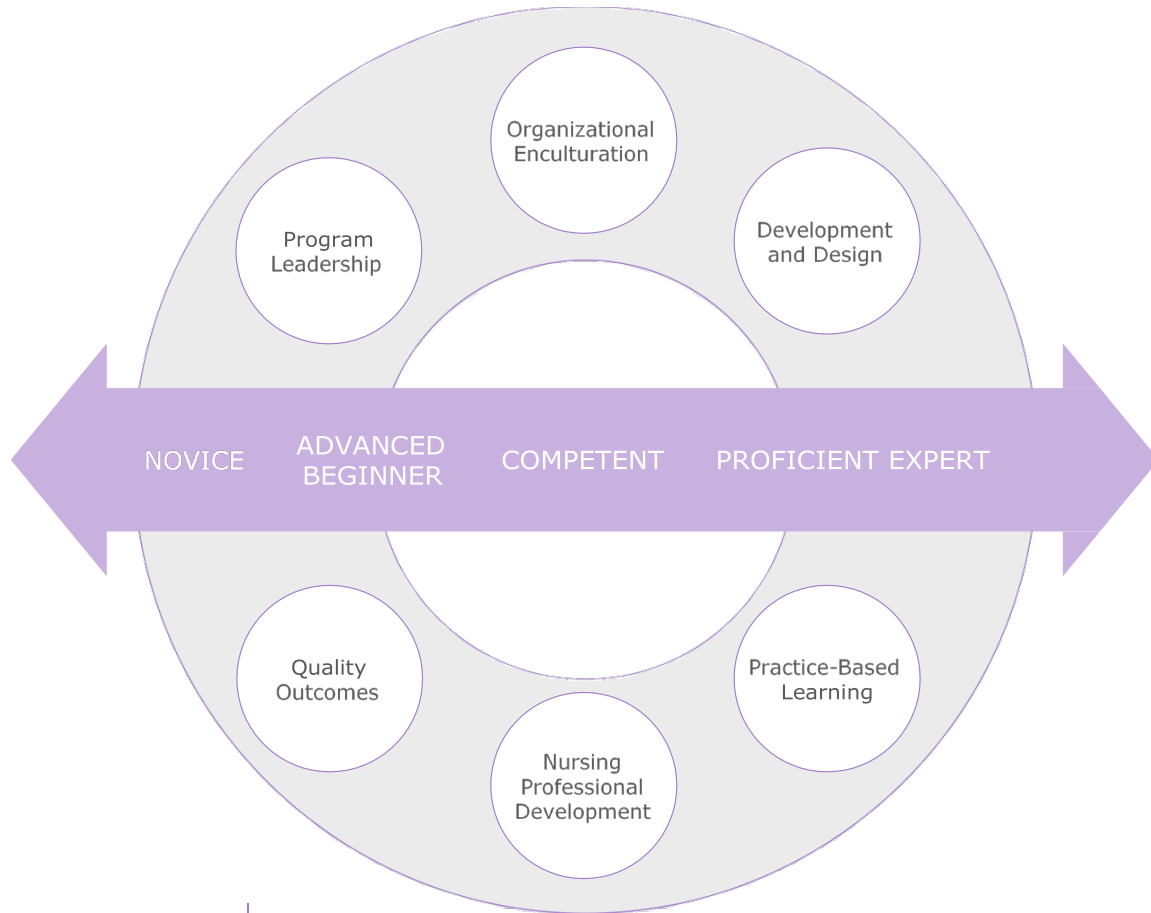 Organizational
Enculturation
Program
Leadership
Development
and Design
NOVICE
ADVANCED
BEGINNER
COMPETENT
PROFICIENT EXPERT
Quality
Outcomes
Practice-Based
Learning
Nursing
Professional
Development